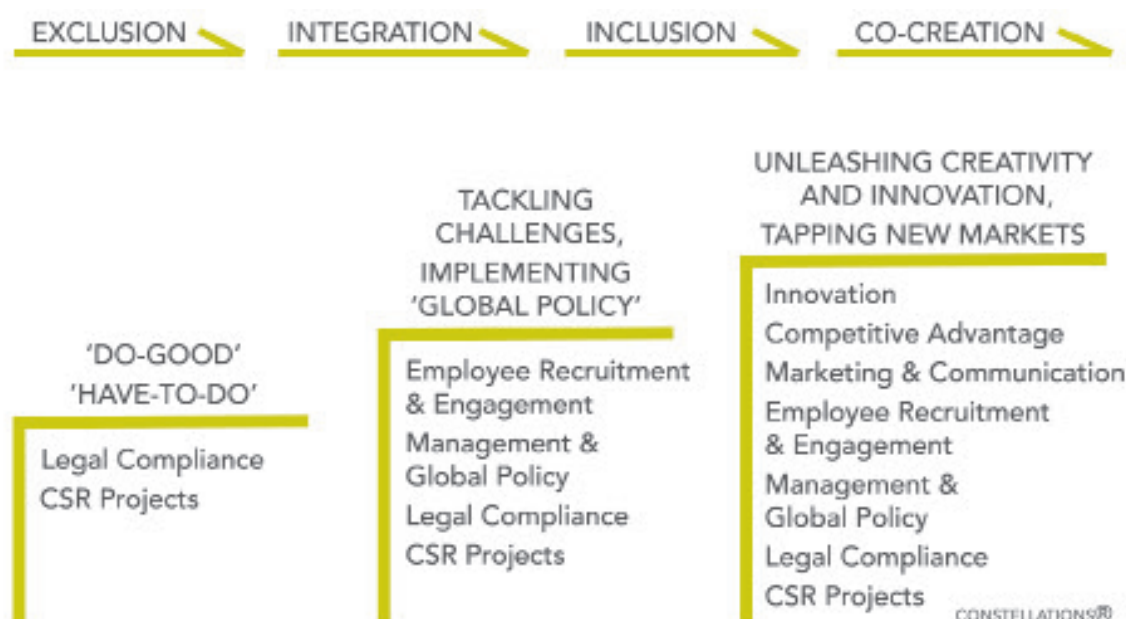 EXCLUSION
INTEGRATION
INCLUSION
CO-CREATION
'DO-GOOD'
'HAVE-TO-DO'
Legal Compliance
CSR Projects
TACKLING
CHALLENGES,
IMPLEMENTING
'GLOBAL POLICY'
Employee Recruitment
& Engagement
Management &
Global Policy
Legal Compliance
CSR Projects
UNLEASHING CREATIVITY
AND INNOVATION,
TAPPING NEW MARKETS
Innovation
Competitive Advantage
Marketing & Communication
Employee Recruitment
& Engagement
Management &
Global Policy
Legal Compliance
CSR Projects
CONSTELLATIONS®